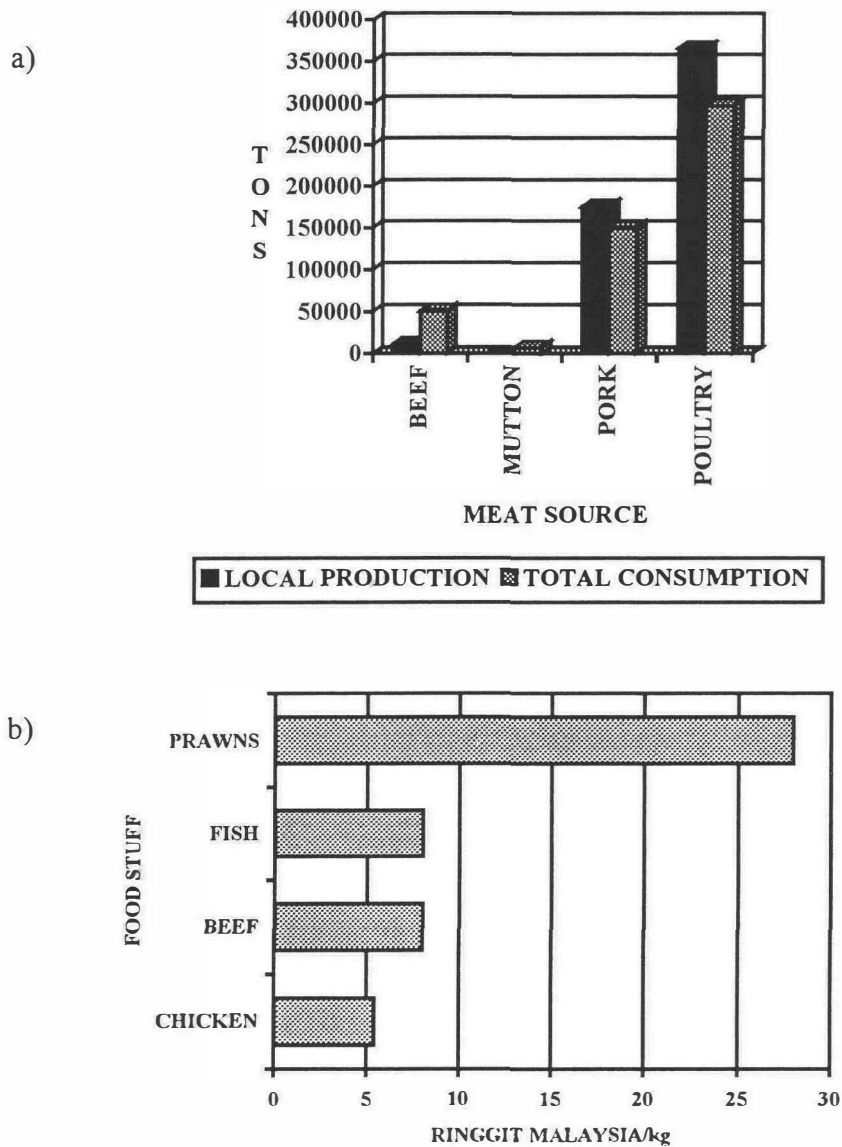 a)
400000
350000
300000
250000
200000
150000
100000
50000
0
TONS
BEEF
MUTTON
PORK
POULTRY
MEAT SOURCE
LOCAL PRODUCTION TOTAL CONSUMPTION
b)
FOOD STUFF
PRAWNS
FISH
BEEF
CHICKEN
0 5 10 15 20 25 30
RINGGIT MALAYSIA/kg